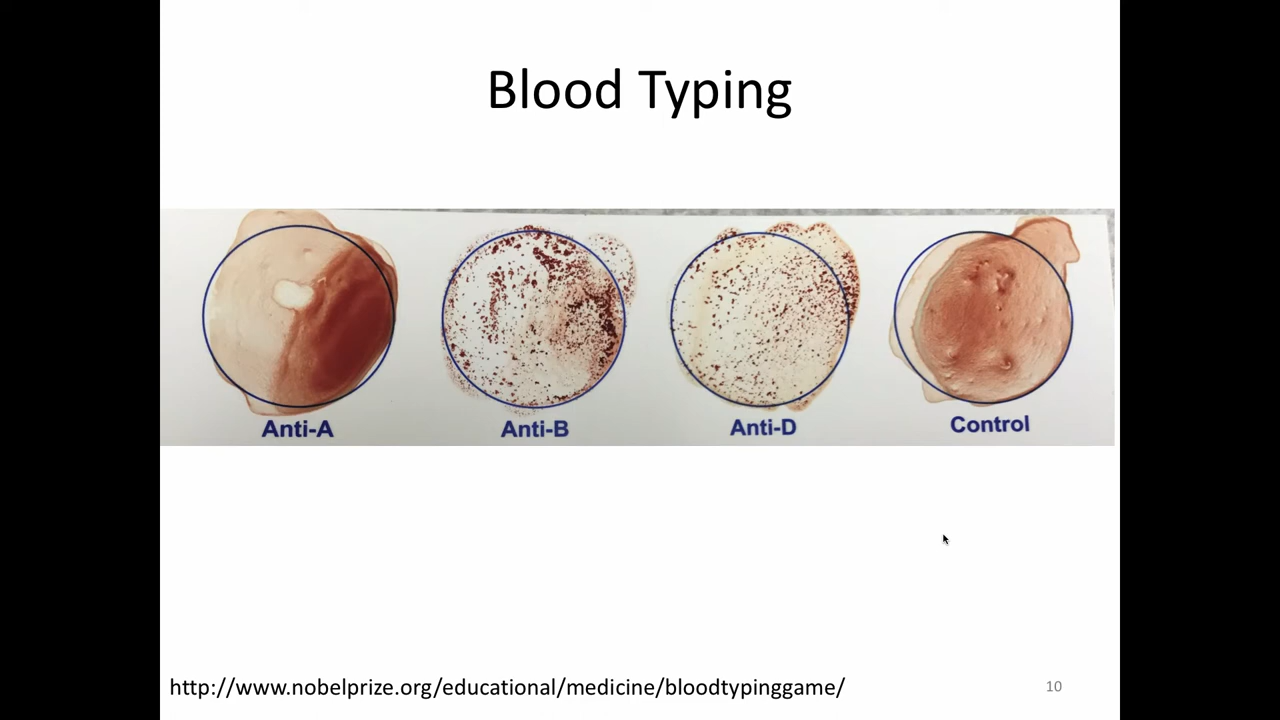 Blood Typing
Anti-A Anti-B Anti-D Control
http://www.nobelprize.org/educational/medicine/bloodtypinggame/
10